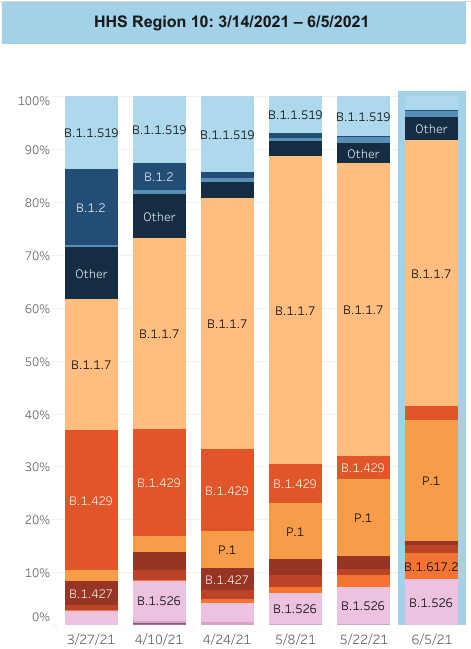 HHS Region 10: 3/14/2021 – 6/5/2021
100%
90%
80%
70%
60%
50%
40%
30%
20%
10%
0%
B.1.1.519
B.1.2
Other
B.1.1.7
B.1.429
B.1.427
B.1.1.519
B.1.2
Other
B.1.1.7
B.1.429
B.1.526
B.1.1.519
B.1.1.7
B.1.429
P.1
B.1.427
B.1.1.519
B.1.1.7
B.1.429
P.1
B.1.526
B.1.1.519
Other
B.1.1.7
B.1.429
P.1
B.1.526
Other
B.1.1.7
P.1
B.1.617.2
B.1.526
3/27/21 4/10/21 4/24/21 5/8/21 5/22/21 6/5/21